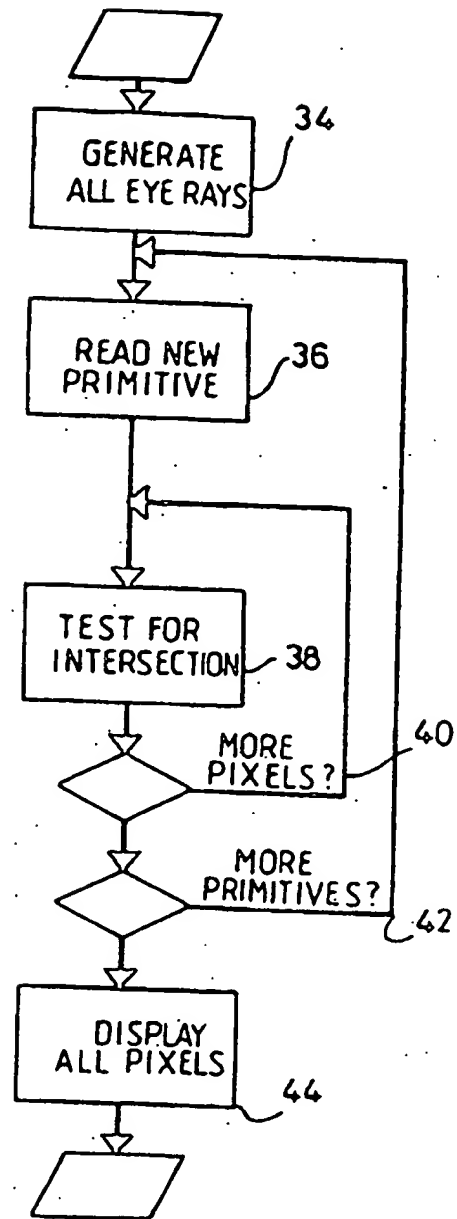 34
GENERATE
ALL EYE RAYS
READ NEW
PRIMITIVE
36
TEST FOR
INTERSECTION
38
MORE
PIXELS?
40
MORE
PRIMITIVES?
42
DISPLAY
ALL PIXELS
44